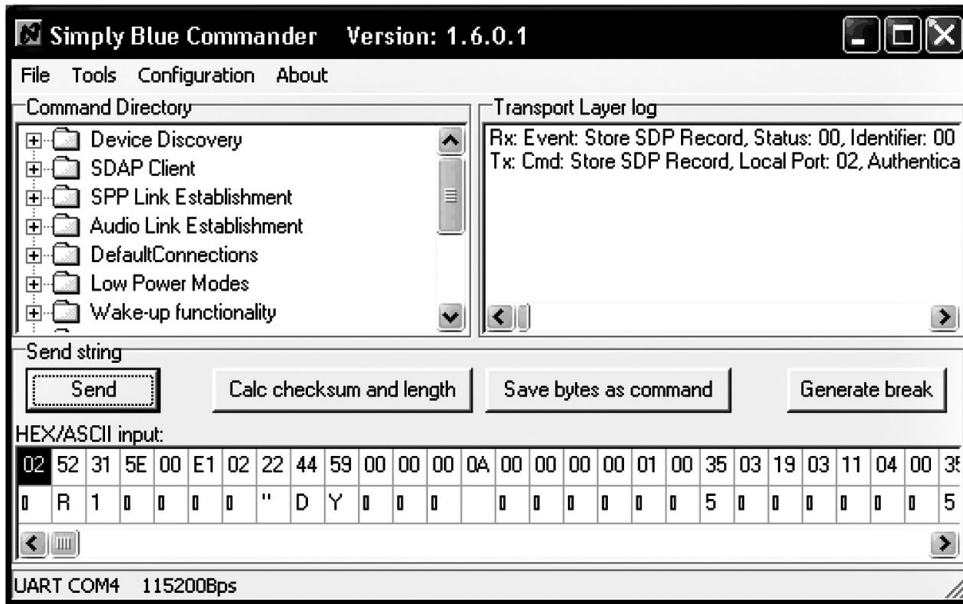 Simply Blue Commander Version: 1.6.0.1
File Tools Configuration About
Command Directory
Device Discovery
SDAP Client
SPP Link Establishment
Audio Link Establishment
DefaultConnections
Low Power Modes
Wake-up functionality
Transport Layer log
Rx: Event: Store SDP Record, Status: 00, Identifier: 00
Tx: Cmd: Store SDP Record, Local Port: 02, Authentica
Send string
Send Calc checksum and length Save bytes as command Generate break
HEX/ASCII input:
02 52 31 5E 00 E1 02 22 44 59 00 00 00 0A 00 00 00 00 01 00 35 03 19 03 11 04 00 35
R 1 " D Y 5 5
UART COM4 115200Bps